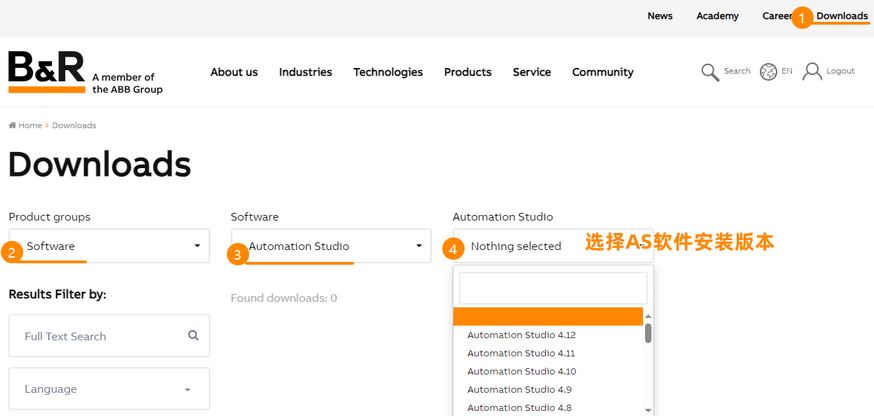 News Academy Career 1 Downloads
B&R A member of
the ABB Group
About us Industries Technologies Products Service Community Search EN Logout
Home > Downloads
Downloads
Product groups Software Automation Studio
2 Software 3 Automation Studio 4 Nothing selected 选择AS软件安装版本
Results Filter by:
Found downloads: 0
Full Text Search
Language
Automation Studio 4.12
Automation Studio 4.11
Automation Studio 4.10
Automation Studio 4.9
Automation Studio 4.8